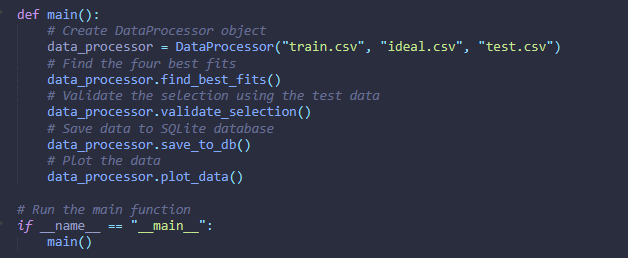 def main():
    # Create DataProcessor object
    data_processor = DataProcessor("train.csv", "ideal.csv", "test.csv")
    # Find the four best fits
    data_processor.find_best_fits()
    # Validate the selection using the test data
    data_processor.validate_selection()
    # Save data to SQLite database
    data_processor.save_to_db()
    # Plot the data
    data_processor.plot_data()

# Run the main function
if __name__ == "__main__":
    main()